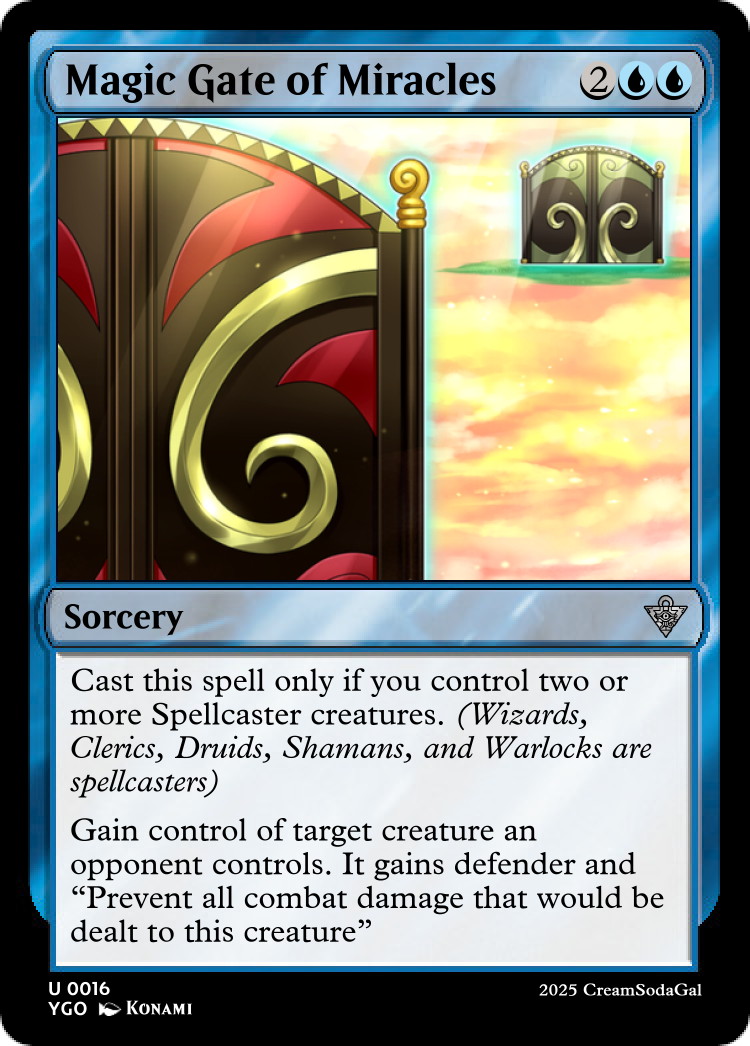 Magic Gate of Miracles 2
Sorcery
Cast this spell only if you control two or
more Spellcaster creatures. (Wizards,
Clerics, Druids, Shamans, and Warlocks are
spellcasters)
Gain control of target creature an
opponent controls. It gains defender and
“Prevent all combat damage that would be
dealt to this creature”
U 0016
YGO KONAMI
2025 CreamSodaGal